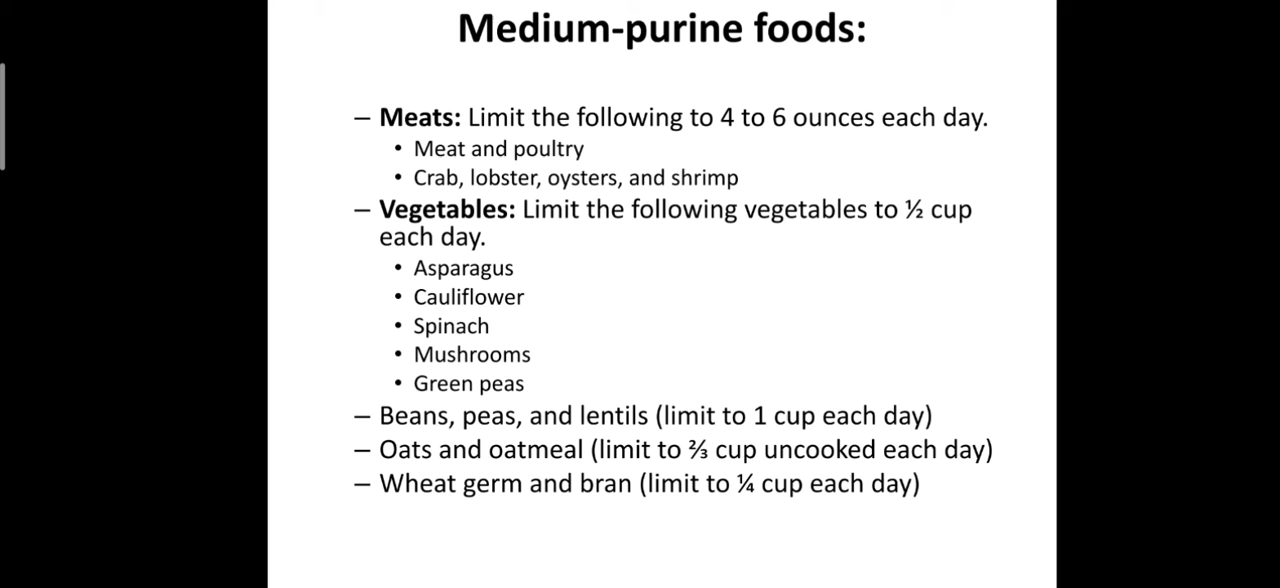 Medium-purine foods:
– Meats: Limit the following to 4 to 6 ounces each day.
• Meat and poultry
• Crab, lobster, oysters, and shrimp
– Vegetables: Limit the following vegetables to ½ cup
each day.
• Asparagus
• Cauliflower
• Spinach
• Mushrooms
• Green peas
– Beans, peas, and lentils (limit to 1 cup each day)
– Oats and oatmeal (limit to ⅔ cup uncooked each day)
– Wheat germ and bran (limit to ¼ cup each day)